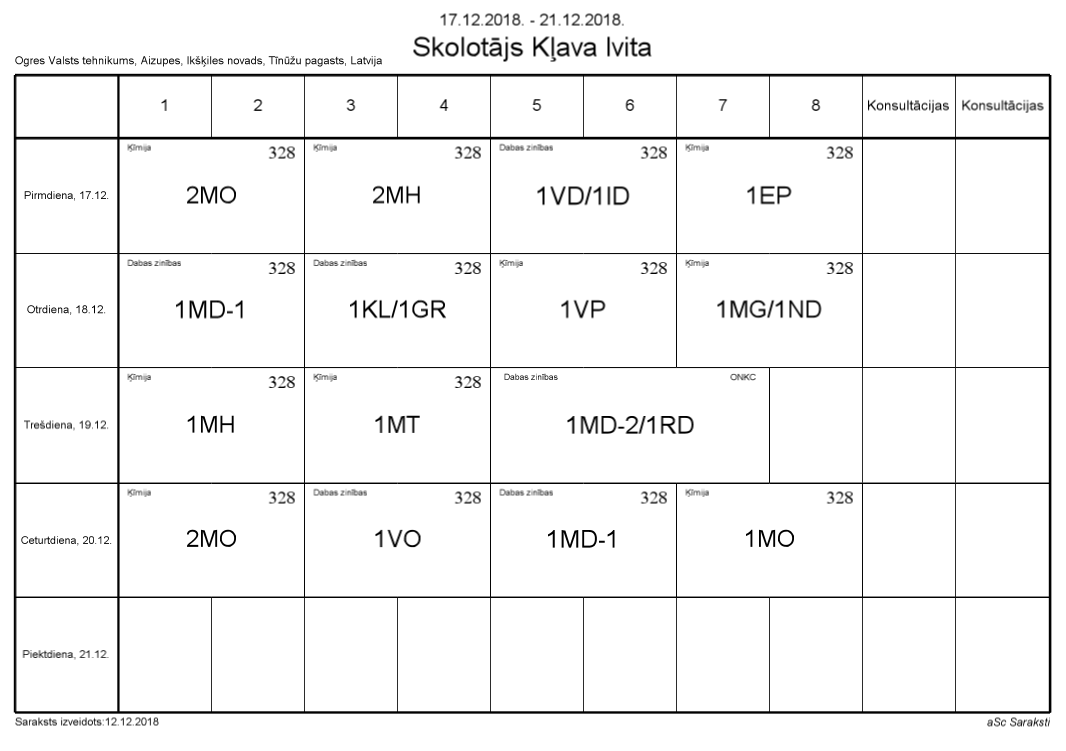 17.12.2018. - 21.12.2018.
Skolotājs Kļava Ivita
Ogres Valsts tehnikums, Aizupes, Ikšķiles novads, Tīnūžu pagasts, Latvija
1 2 3 4 5 6 7 8 Konsultācijas Konsultācijas
Ķīmija 328 Ķīmija 328 Dabas zinības 328 Ķīmija 328
Pirmdiena, 17.12. 2MO 2MH 1VD/1ID 1EP
Dabas zinības 328 Dabas zinības 328 Ķīmija 328 Ķīmija 328
Otrdiena, 18.12. 1MD-1 1KL/1GR 1VP 1MG/1ND
Ķīmija 328 Ķīmija 328 Dabas zinības ONKC
Trešdiena, 19.12. 1MH 1MT 1MD-2/1RD
Ķīmija 328 Dabas zinības 328 Dabas zinības 328 Ķīmija 328
Ceturtdiena, 20.12. 2MO 1VO 1MD-1 1MO
Piektdiena, 21.12.
Saraksts izveidots:12.12.2018 aSc Saraksti